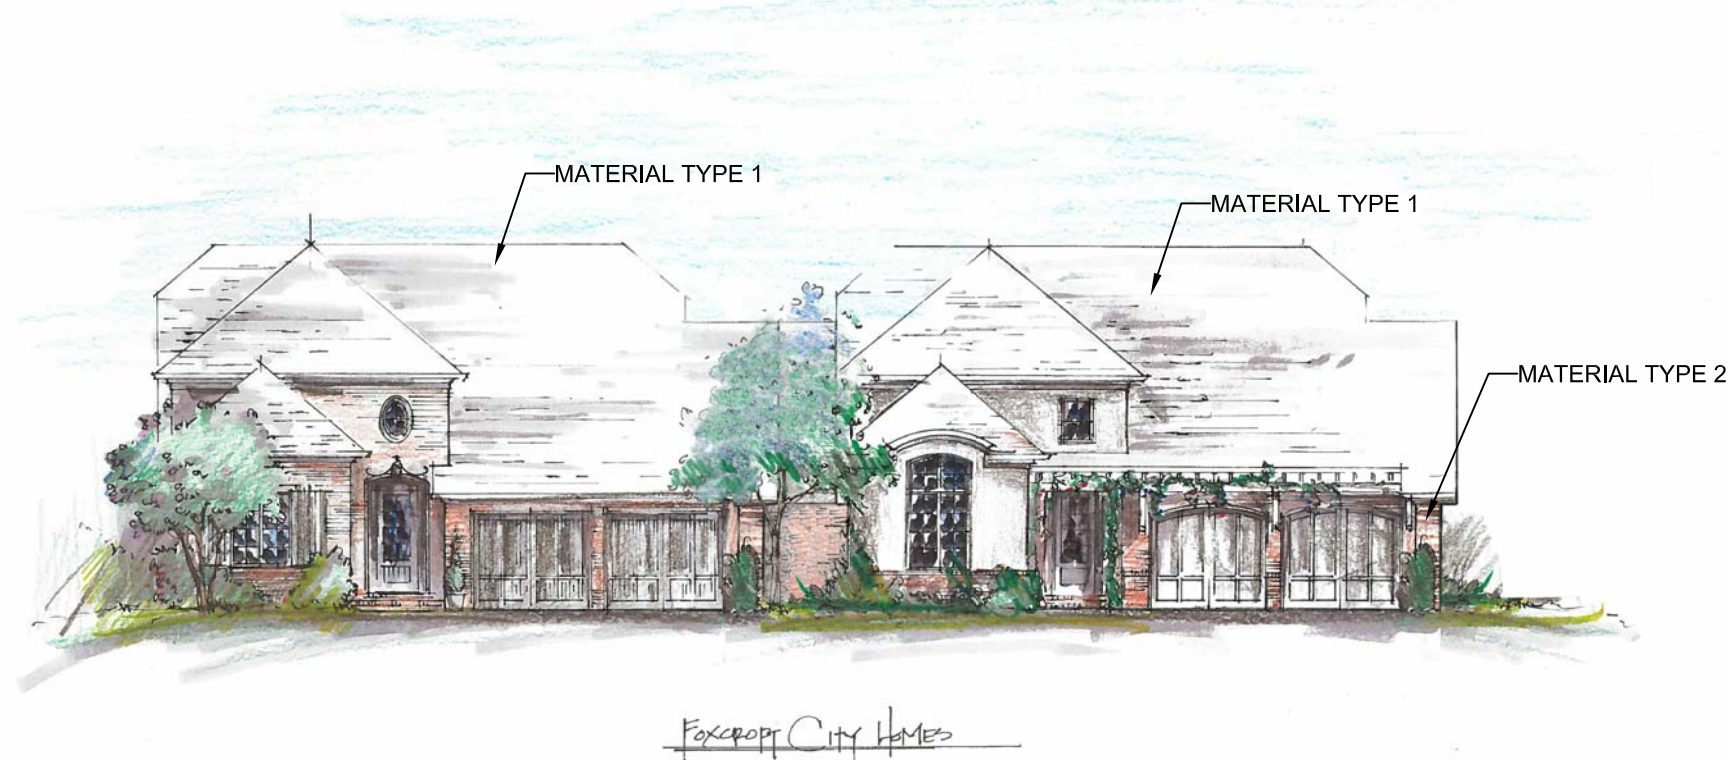 MATERIAL TYPE 1
MATERIAL TYPE 1
MATERIAL TYPE 2
FOXCROFT CITY HOMES